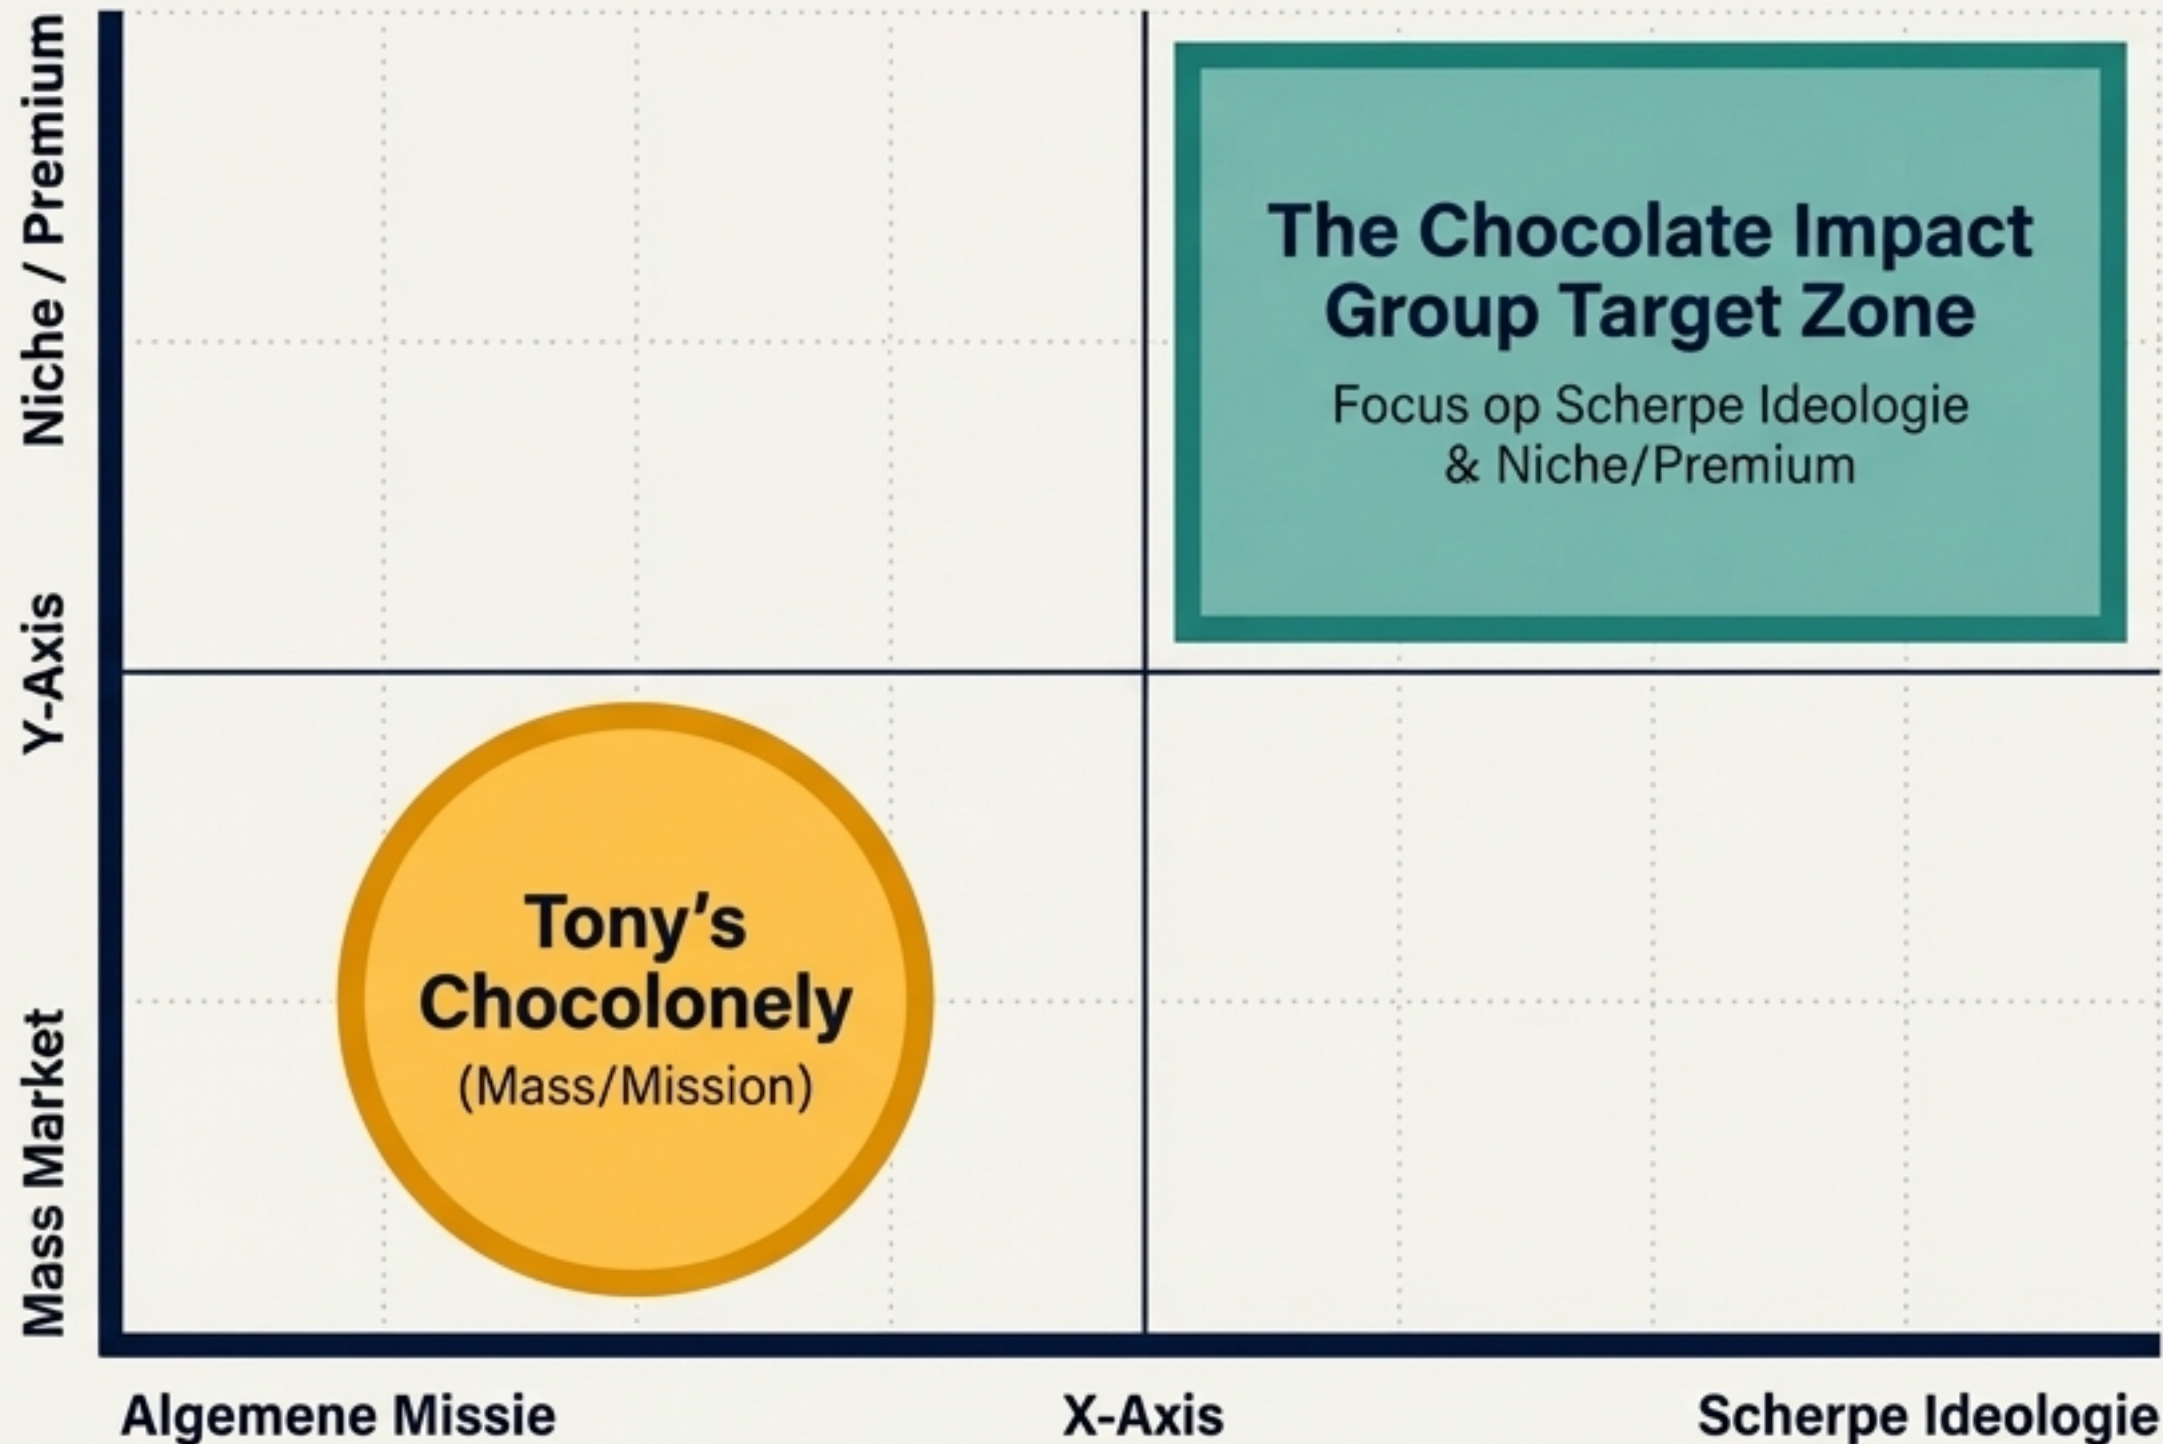 Niche / Premium
Y-Axis
Mass Market
The Chocolate Impact
Group Target Zone
Focus op Scherpe Ideologie
& Niche/Premium
Tony’s
Chocolonely
(Mass/Mission)
Algemene Missie
X-Axis
Scherpe Ideologie